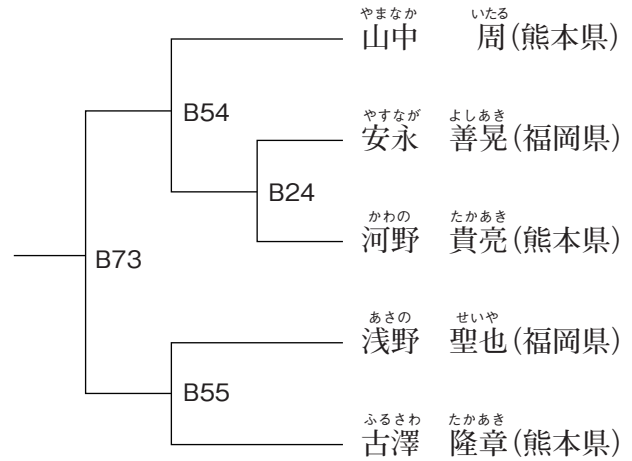 やまなか いたる
山中 周(熊本県)
B54
やすなが よしあき
安永 善晃(福岡県)
B24
かわの たかあき
河野 貴亮(熊本県)
B73
あさの せいや
浅野 聖也(福岡県)
B55
ふるさわ たかあき
古澤 隆章(熊本県)